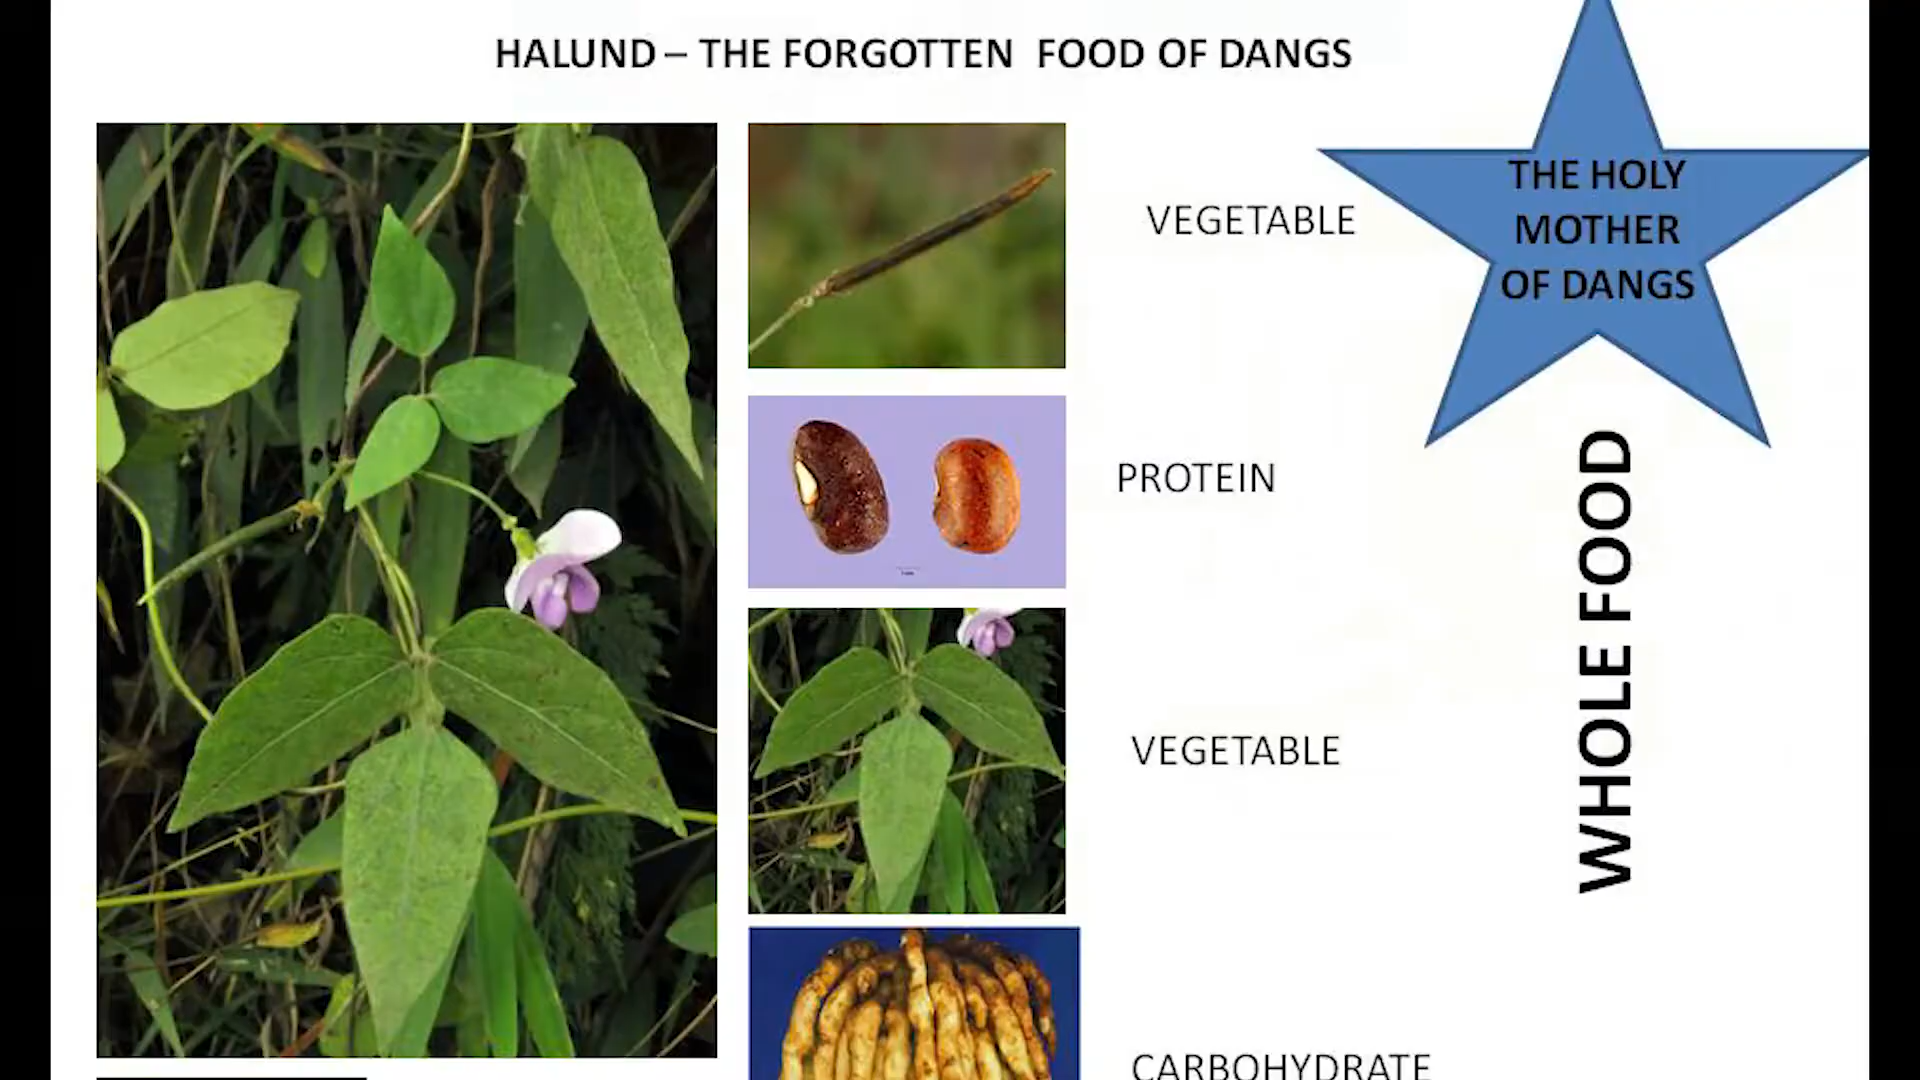 HALUND – THE FORGOTTEN FOOD OF DANGS
THE HOLY
MOTHER
OF DANGS
VEGETABLE
PROTEIN
VEGETABLE
CARBOHYDRATE
WHOLE FOOD